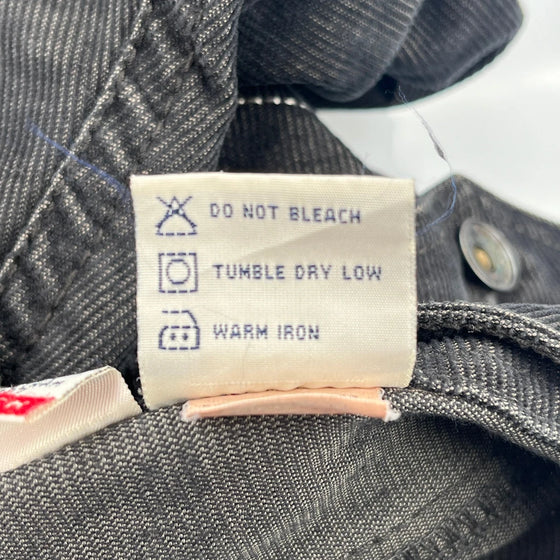 DO NOT BLEACH
TUMBLE DRY LOW
WARM IRON